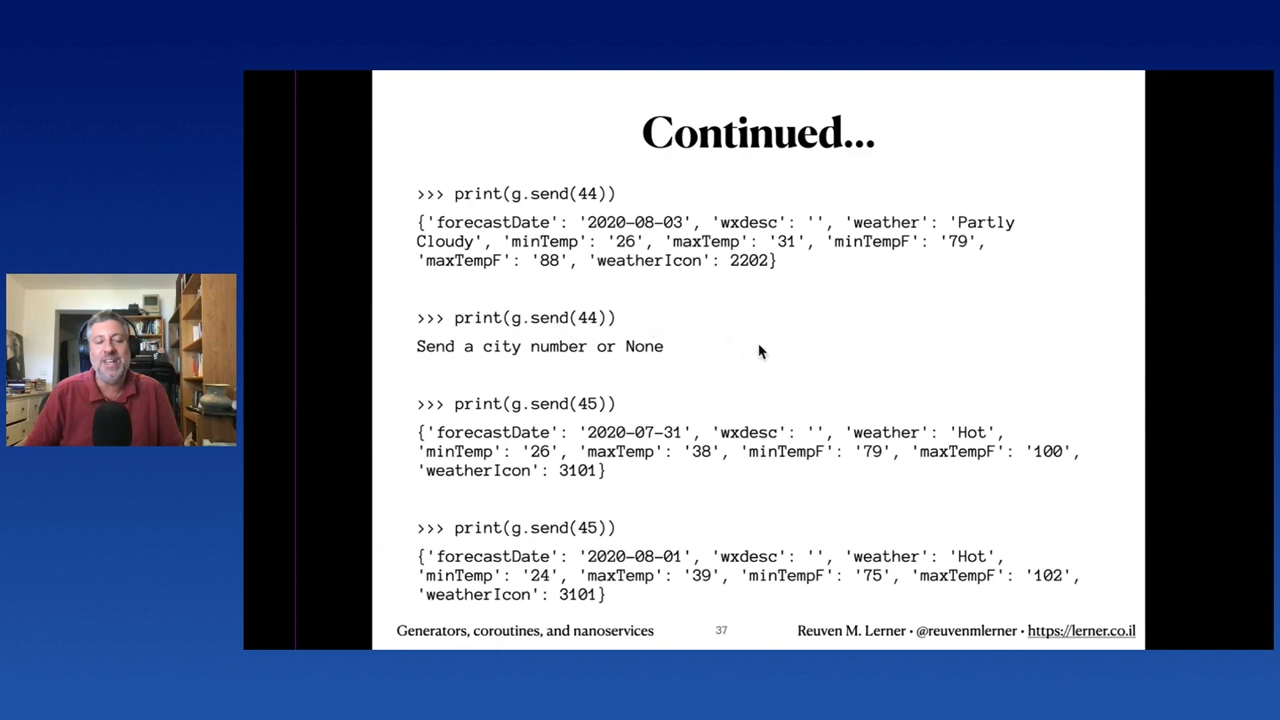 Continued...
>>> print(g.send(44))
{'forecastDate': '2020-08-03', 'wxdesc': '', 'weather': 'Partly
Cloudy', 'minTemp': '26', 'maxTemp': '31', 'minTempF': '79',
'maxTempF': '88', 'weatherIcon': 2202}
>>> print(g.send(44))
Send a city number or None
>>> print(g.send(45))
{'forecastDate': '2020-07-31', 'wxdesc': '', 'weather': 'Hot',
'minTemp': '26', 'maxTemp': '38', 'minTempF': '79', 'maxTempF': '100',
'weatherIcon': 3101}
>>> print(g.send(45))
{'forecastDate': '2020-08-01', 'wxdesc': '', 'weather': 'Hot',
'minTemp': '24', 'maxTemp': '39', 'minTempF': '75', 'maxTempF': '102',
'weatherIcon': 3101}
Generators, coroutines, and nanoservices 37 Reuven M. Lerner • @reuvenmlerner • https://lerner.co.il